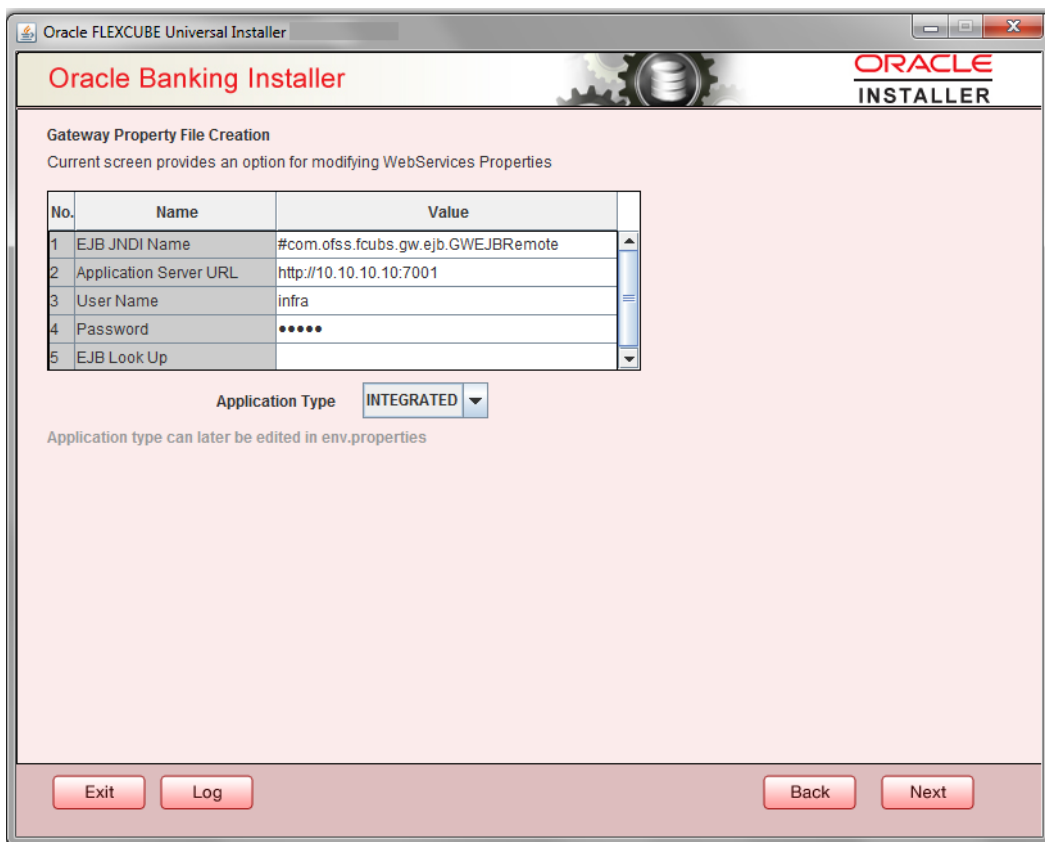 Oracle FLEXCUBE Universal Installer
Oracle Banking Installer
ORACLE
INSTALLER
Gateway Property File Creation
Current screen provides an option for modifying WebServices Properties
No. Name Value
1 EJB JNDI Name #com.ofss.fcubs.gw.ejb.GWEJBRemote
2 Application Server URL http://10.10.10.10:7001
3 User Name infra
4 Password •••••
5 EJB Look Up
Application Type INTEGRATED
Application type can later be edited in env.properties
Exit Log Back Next